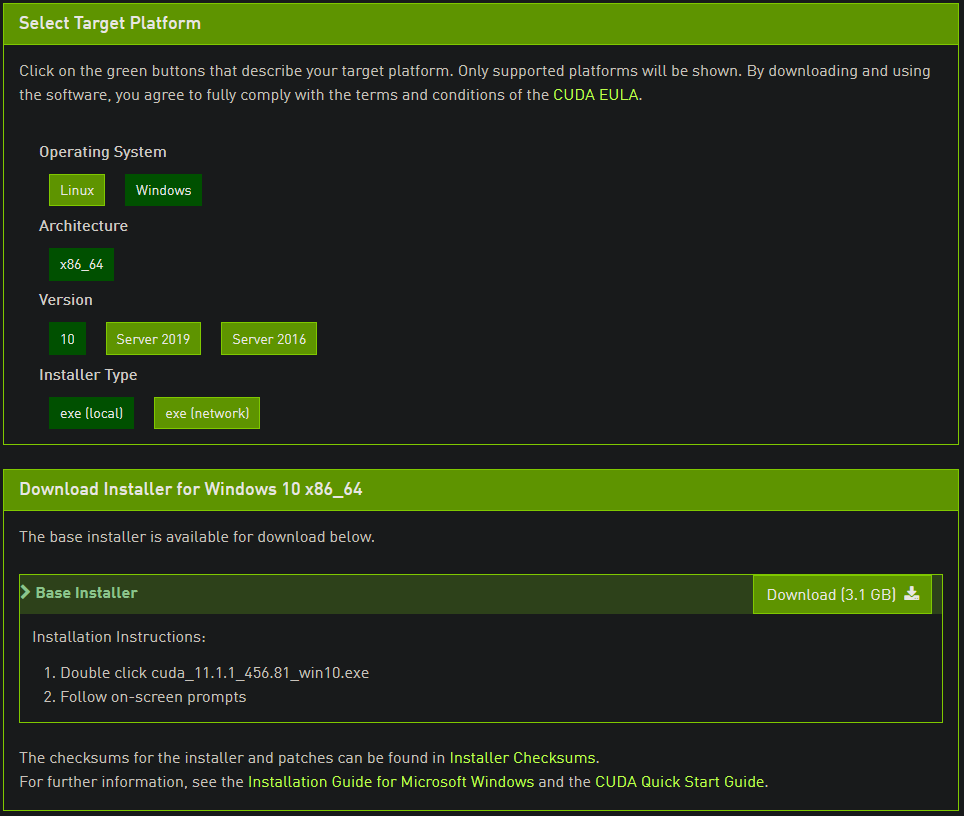 Select Target Platform
Click on the green buttons that describe your target platform. Only supported platforms will be shown. By downloading and using
the software, you agree to fully comply with the terms and conditions of the CUDA EULA.
Operating System
Linux Windows
Architecture
x86_64
Version
10 Server 2019 Server 2016
Installer Type
exe (local) exe (network)
Download Installer for Windows 10 x86_64
The base installer is available for download below.
Base Installer Download (3.1 GB)
Installation Instructions:
1. Double click cuda_11.1.1_456.81_win10.exe
2. Follow on-screen prompts
The checksums for the installer and patches can be found in Installer Checksums.
For further information, see the Installation Guide for Microsoft Windows and the CUDA Quick Start Guide.